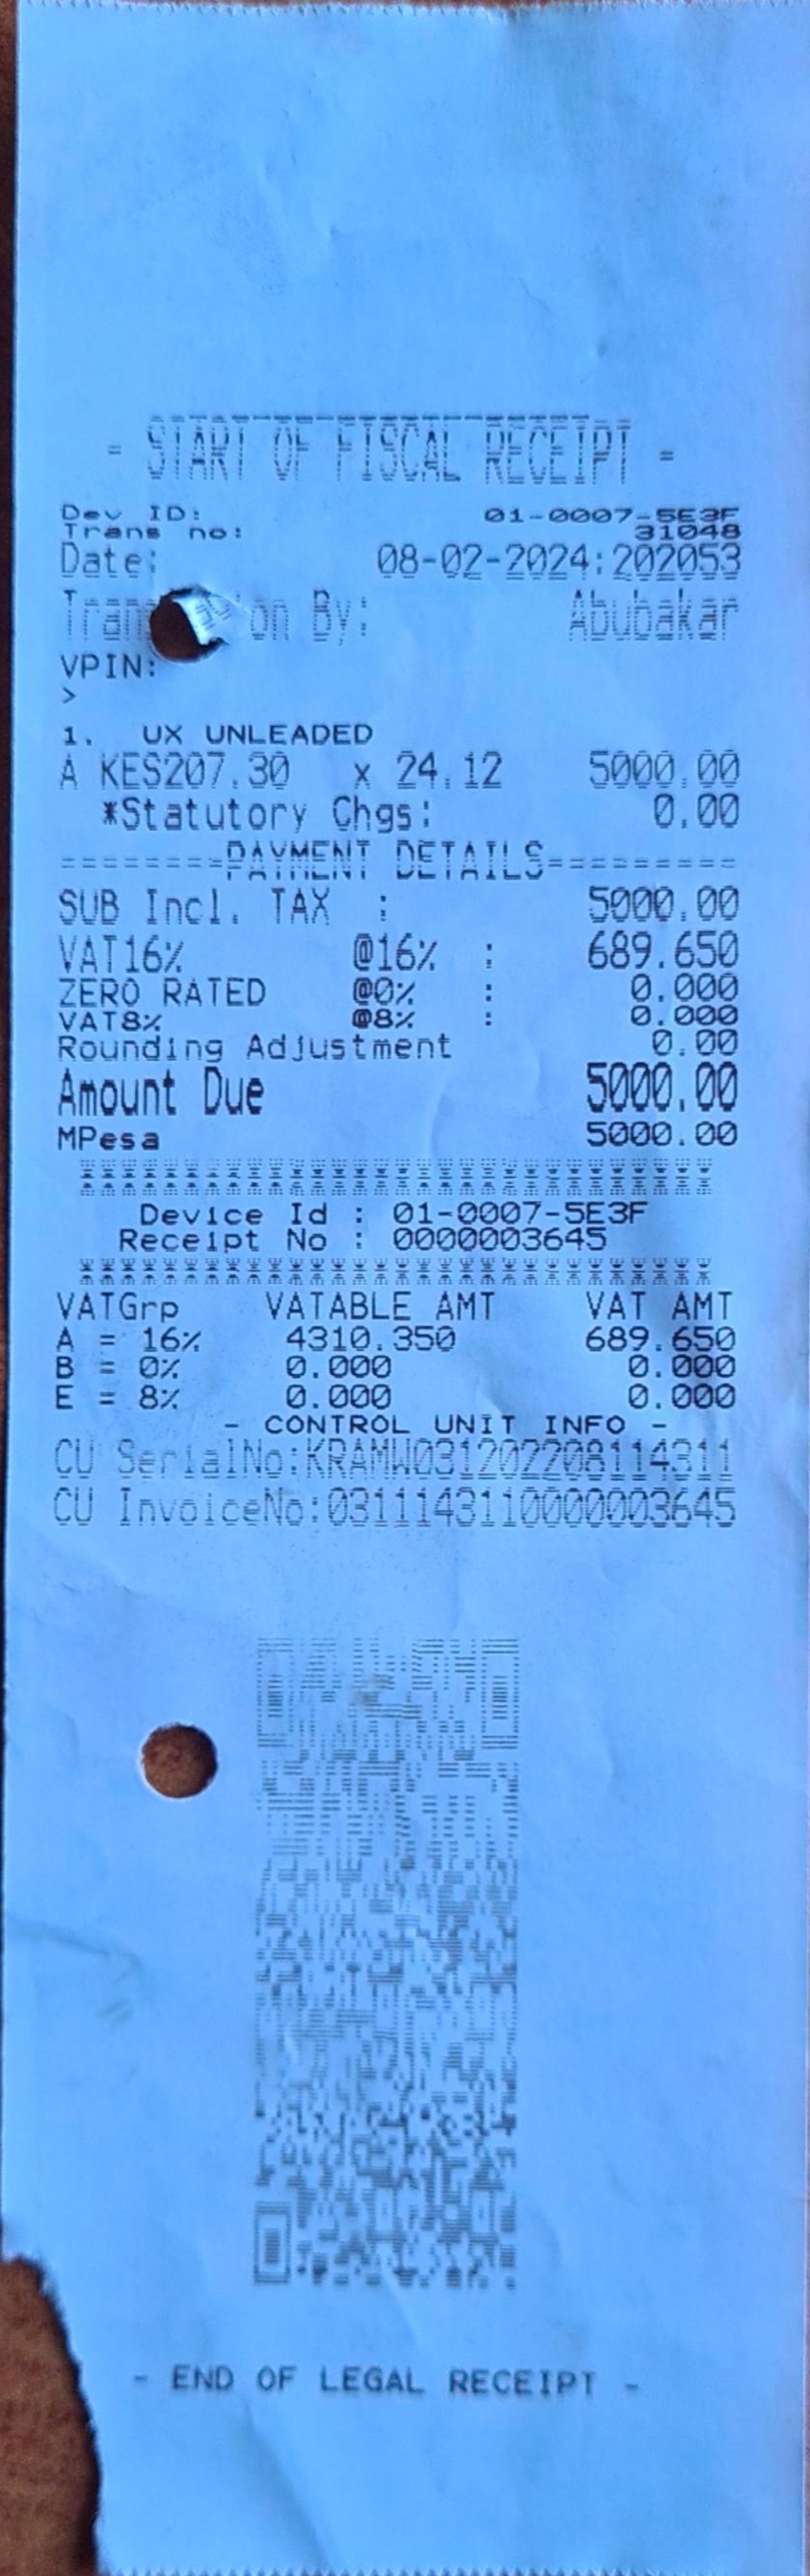 - START OF FISCAL RECEIPT -
Dev ID: 01-0007-5E3F
Trans no: 31048
Date: 08-02-2024:202053
By: Abubakar
VPIN:
>
1. UX UNLEADED
A KES207.30 x 24.12 5000.00
*Statutory Chgs: 0.00
========PAYMENT DETAILS=========
SUB Incl. TAX : 5000.00
VAT16% @16% : 689.650
ZERO RATED @0% : 0.000
VAT8% @8% : 0.000
Rounding Adjustment 0.00
Amount Due 5000.00
MPesa 5000.00
Device Id : 01-0007-5E3F
Receipt No : 0000003645
VATGrp VATABLE AMT VAT AMT
A = 16% 4310.350 689.650
B = 0% 0.000 0.000
E = 8% 0.000 0.000
- CONTROL UNIT INFO -
CU SerialNo:KRAMW031202208114311
CU InvoiceNo:0311143110000003645
- END OF LEGAL RECEIPT -